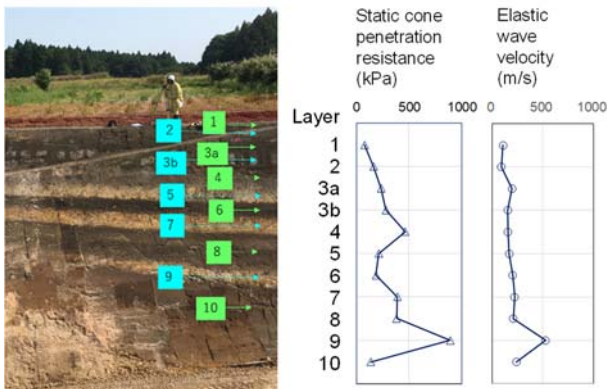 1
2
3a
3b
4
5
6
7
8
9
10
Static cone
penetration
resistance
(kPa)
0 500 1000
Elastic
wave
velocity
(m/s)
0 500 1000
Layer
1
2
3a
3b
4
5
6
7
8
9
10